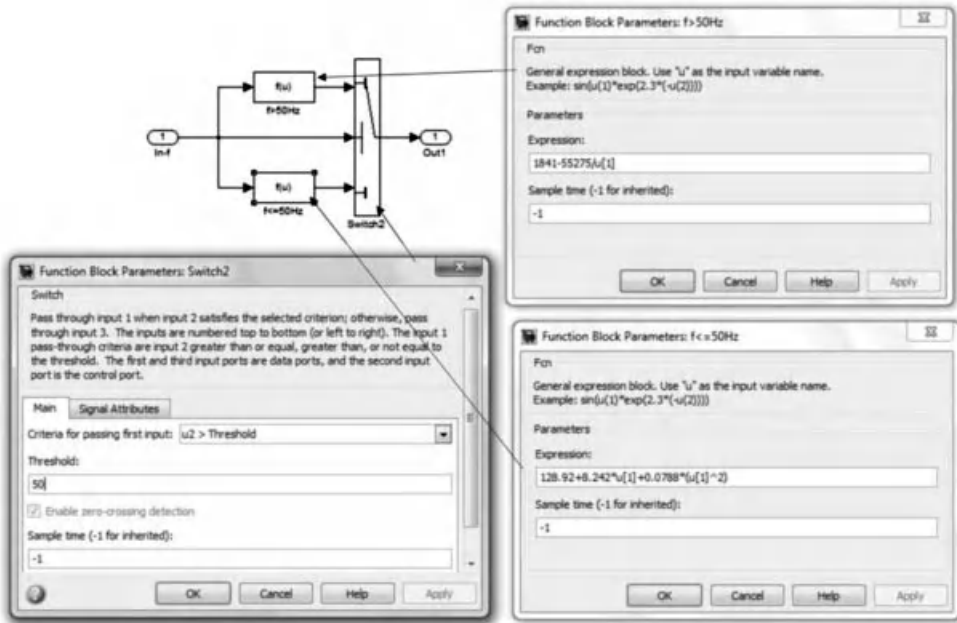 f(u)
f>50Hz
1
In-f
1
Out1
f(u)
f<=50Hz
Switch2
Function Block Parameters: f>50Hz
Fcn
General expression block. Use "u" as the input variable name.
Example: sin(u(1)*exp(2.3*(-u(2))))
Parameters
Expression:
1841-55275/u[1]
Sample time (-1 for inherited):
-1
OK Cancel Help Apply
Function Block Parameters: Switch2
Switch
Pass through input 1 when input 2 satisfies the selected criterion; otherwise, pass
through input 3. The inputs are numbered top to bottom (or left to right). The input 1
pass-through criteria are input 2 greater than or equal, greater than, or not equal to
the threshold. The first and third input ports are data ports, and the second input
port is the control port.
Main Signal Attributes
Criteria for passing first input: u2 > Threshold
Threshold:
50
Enable zero-crossing detection
Sample time (-1 for inherited):
-1
OK Cancel Help Apply
Function Block Parameters: f<=50Hz
Fcn
General expression block. Use "u" as the input variable name.
Example: sin(u(1)*exp(2.3*(-u(2))))
Parameters
Expression:
128.92+8.242*u[1]+0.0788*(u[1]^2)
Sample time (-1 for inherited):
-1
OK Cancel Help Apply